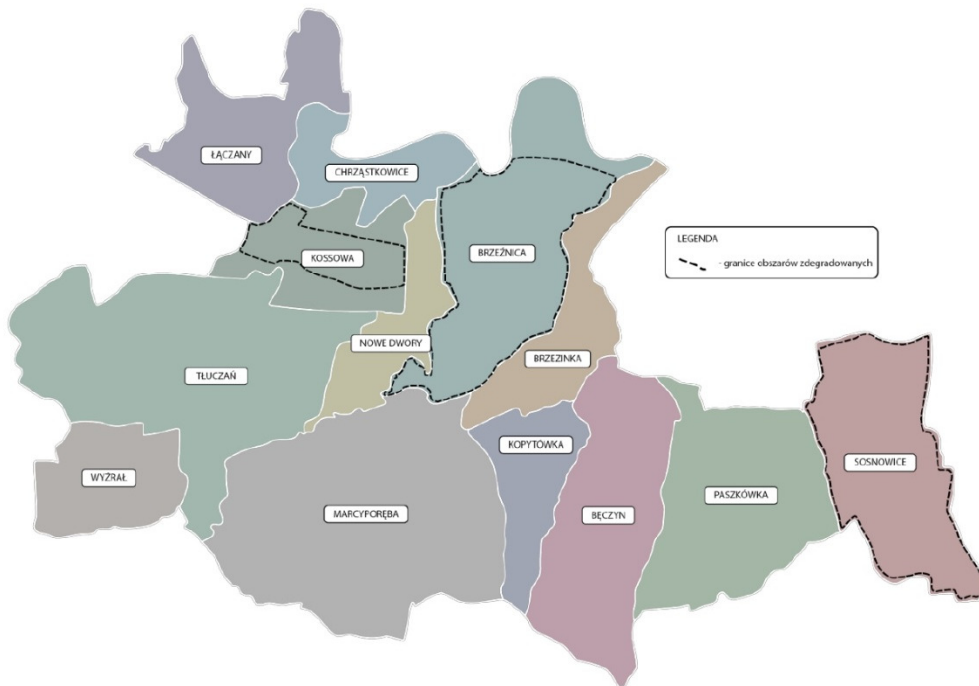 ŁĄCZANY
CHRZĄSTKOWICE
KOSSOWA
BRZEŹNICA
LEGENDA
- granice obszarów zdegradowanych
NOWE DWORY
BRZEZINKA
TŁUCZAŃ
KOPYTÓWKA
WYŹRAŁ
SOSNOWICE
PASZKÓWKA
MARCYPORĘBA
BĘCZYN